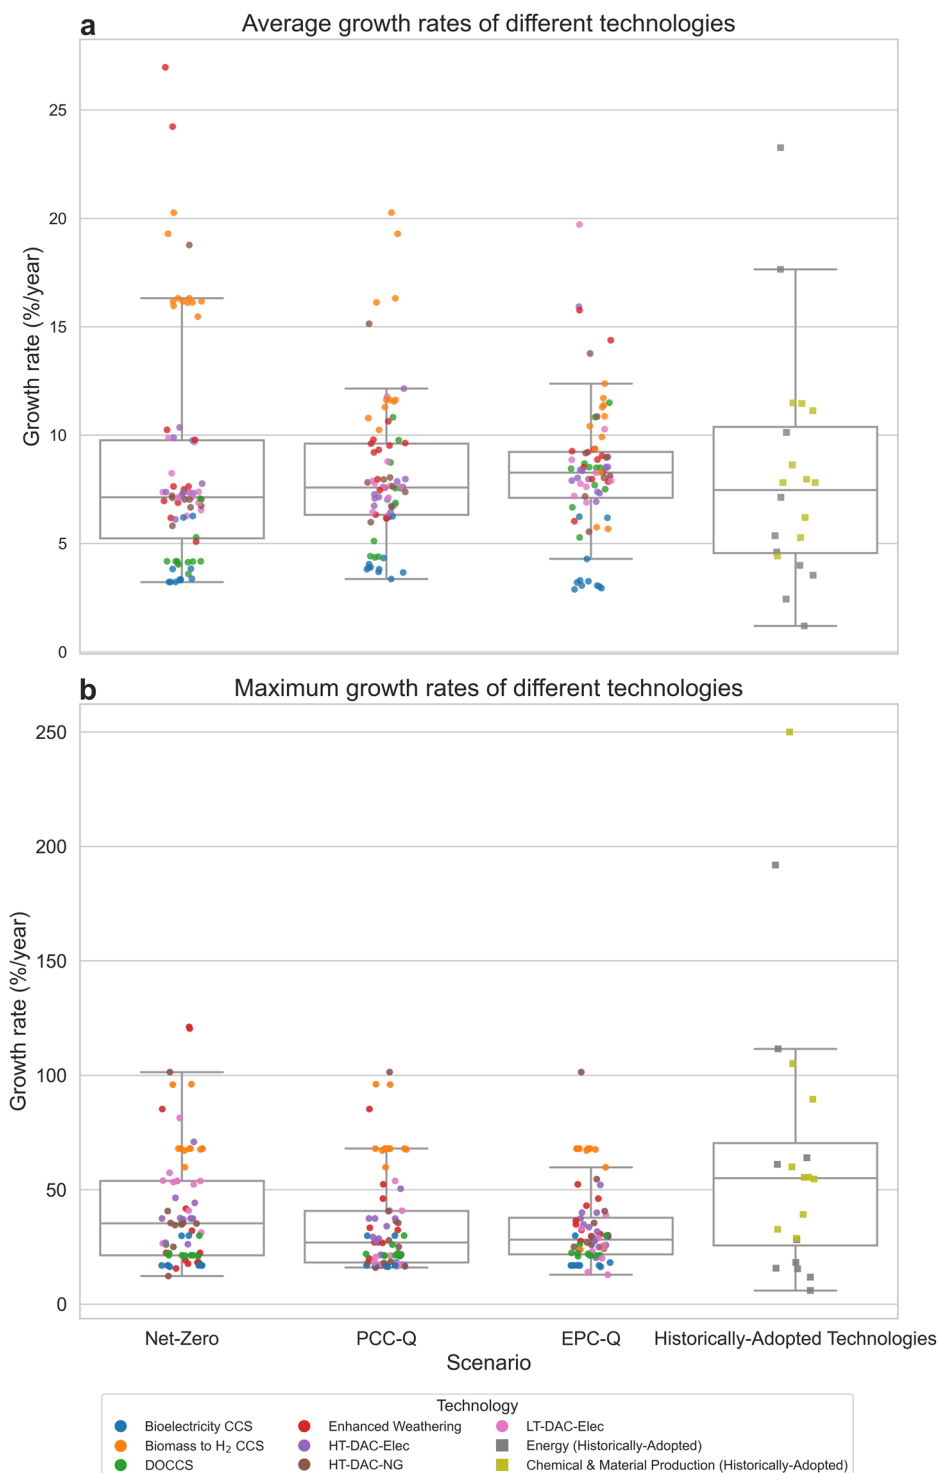 a Average growth rates of different technologies
25
20
15
10
5
0
Growth rate (%/year)
b Maximum growth rates of different technologies
250
200
150
100
50
0
Growth rate (%/year)
Net-Zero PCC-Q EPC-Q Historically-Adopted Technologies
Scenario
Technology
Bioelectricity CCS Enhanced Weathering LT-DAC-Elec
Biomass to H₂ CCS HT-DAC-Elec Energy (Historically-Adopted)
DOCCS HT-DAC-NG Chemical & Material Production (Historically-Adopted)